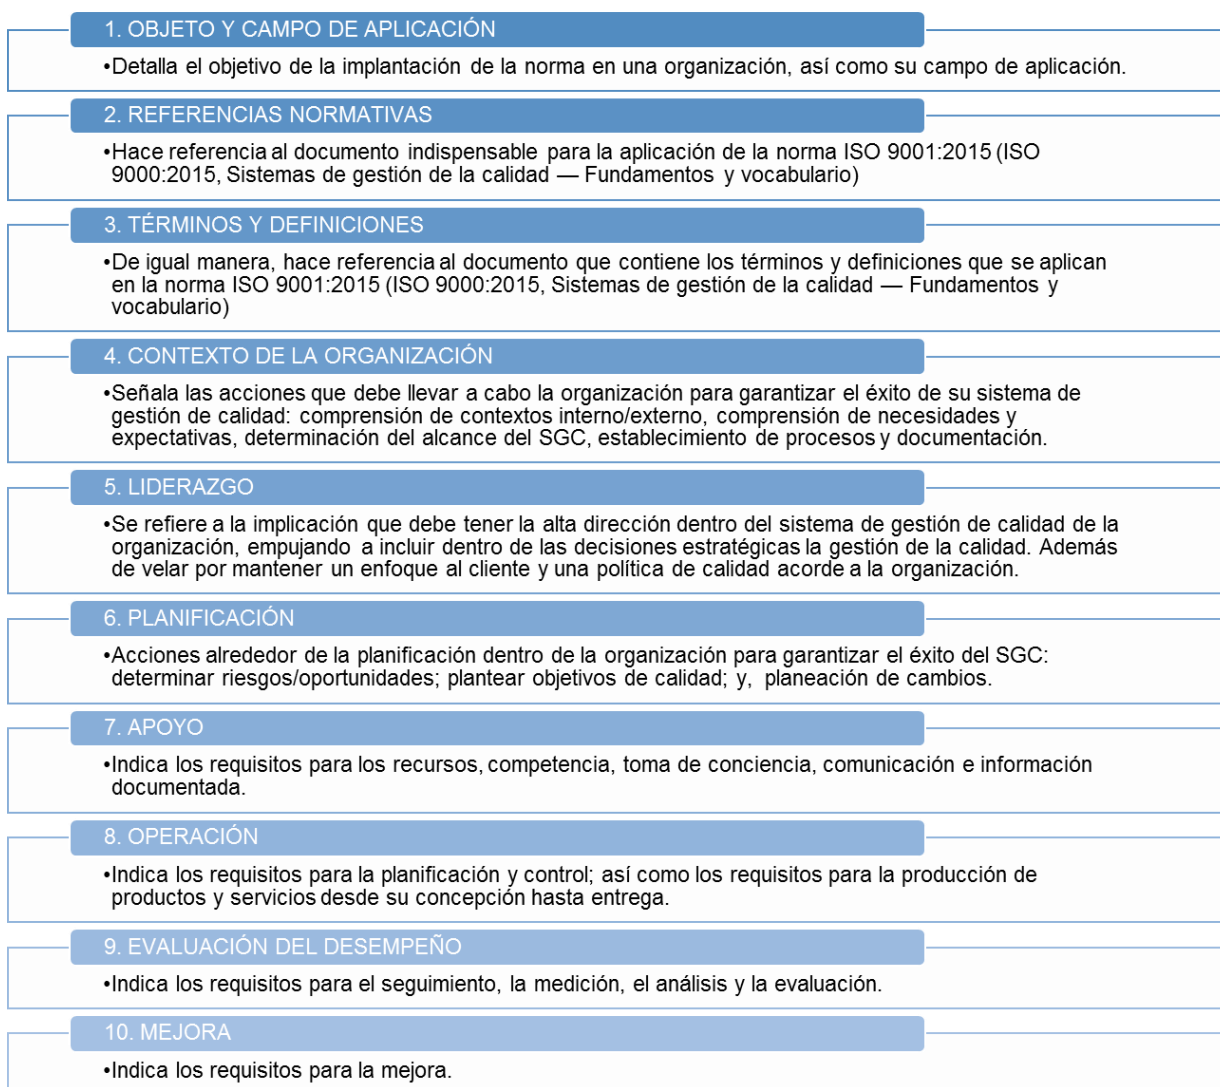 1. OBJETO Y CAMPO DE APLICACIÓN
•Detalla el objetivo de la implantación de la norma en una organización, así como su campo de aplicación.
2. REFERENCIAS NORMATIVAS
•Hace referencia al documento indispensable para la aplicación de la norma ISO 9001:2015 (ISO
9000:2015, Sistemas de gestión de la calidad — Fundamentos y vocabulario)
3. TÉRMINOS Y DEFINICIONES
•De igual manera, hace referencia al documento que contiene los términos y definiciones que se aplican
en la norma ISO 9001:2015 (ISO 9000:2015, Sistemas de gestión de la calidad — Fundamentos y
vocabulario)
4. CONTEXTO DE LA ORGANIZACIÓN
•Señala las acciones que debe llevar a cabo la organización para garantizar el éxito de su sistema de
gestión de calidad: comprensión de contextos interno/externo, comprensión de necesidades y
expectativas, determinación del alcance del SGC, establecimiento de procesos y documentación.
5. LIDERAZGO
•Se refiere a la implicación que debe tener la alta dirección dentro del sistema de gestión de calidad de la
organización, empujando a incluir dentro de las decisiones estratégicas la gestión de la calidad. Además
de velar por mantener un enfoque al cliente y una política de calidad acorde a la organización.
6. PLANIFICACIÓN
•Acciones alrededor de la planificación dentro de la organización para garantizar el éxito del SGC:
determinar riesgos/oportunidades; plantear objetivos de calidad; y, planeación de cambios.
7. APOYO
•Indica los requisitos para los recursos, competencia, toma de conciencia, comunicación e información
documentada.
8. OPERACIÓN
•Indica los requisitos para la planificación y control; así como los requisitos para la producción de
productos y servicios desde su concepción hasta entrega.
9. EVALUACIÓN DEL DESEMPEÑO
•Indica los requisitos para el seguimiento, la medición, el análisis y la evaluación.
10. MEJORA
•Indica los requisitos para la mejora.